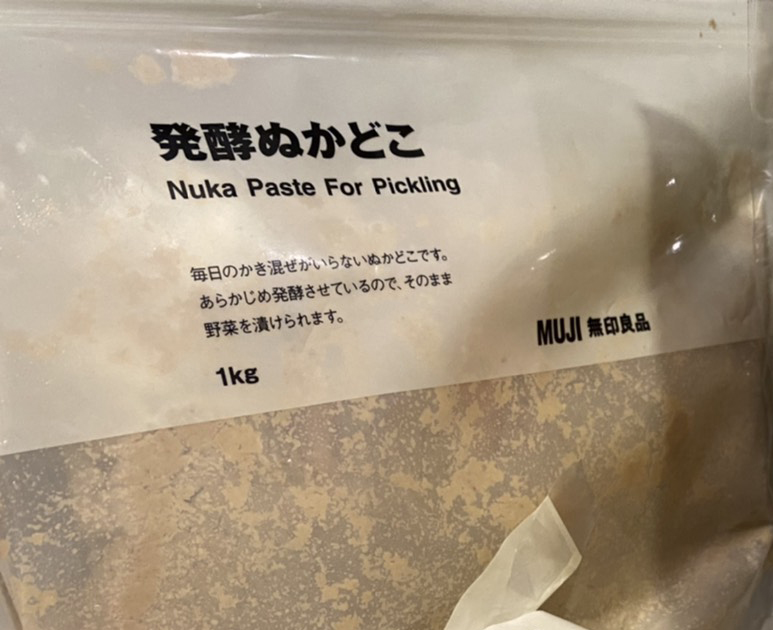 発酵ぬかどこ
Nuka Paste For Pickling
毎日のかき混ぜがいらないぬかどこです。
あらかじめ発酵させているので、そのまま
野菜を漬けられます。
1kg
MUJI 無印良品